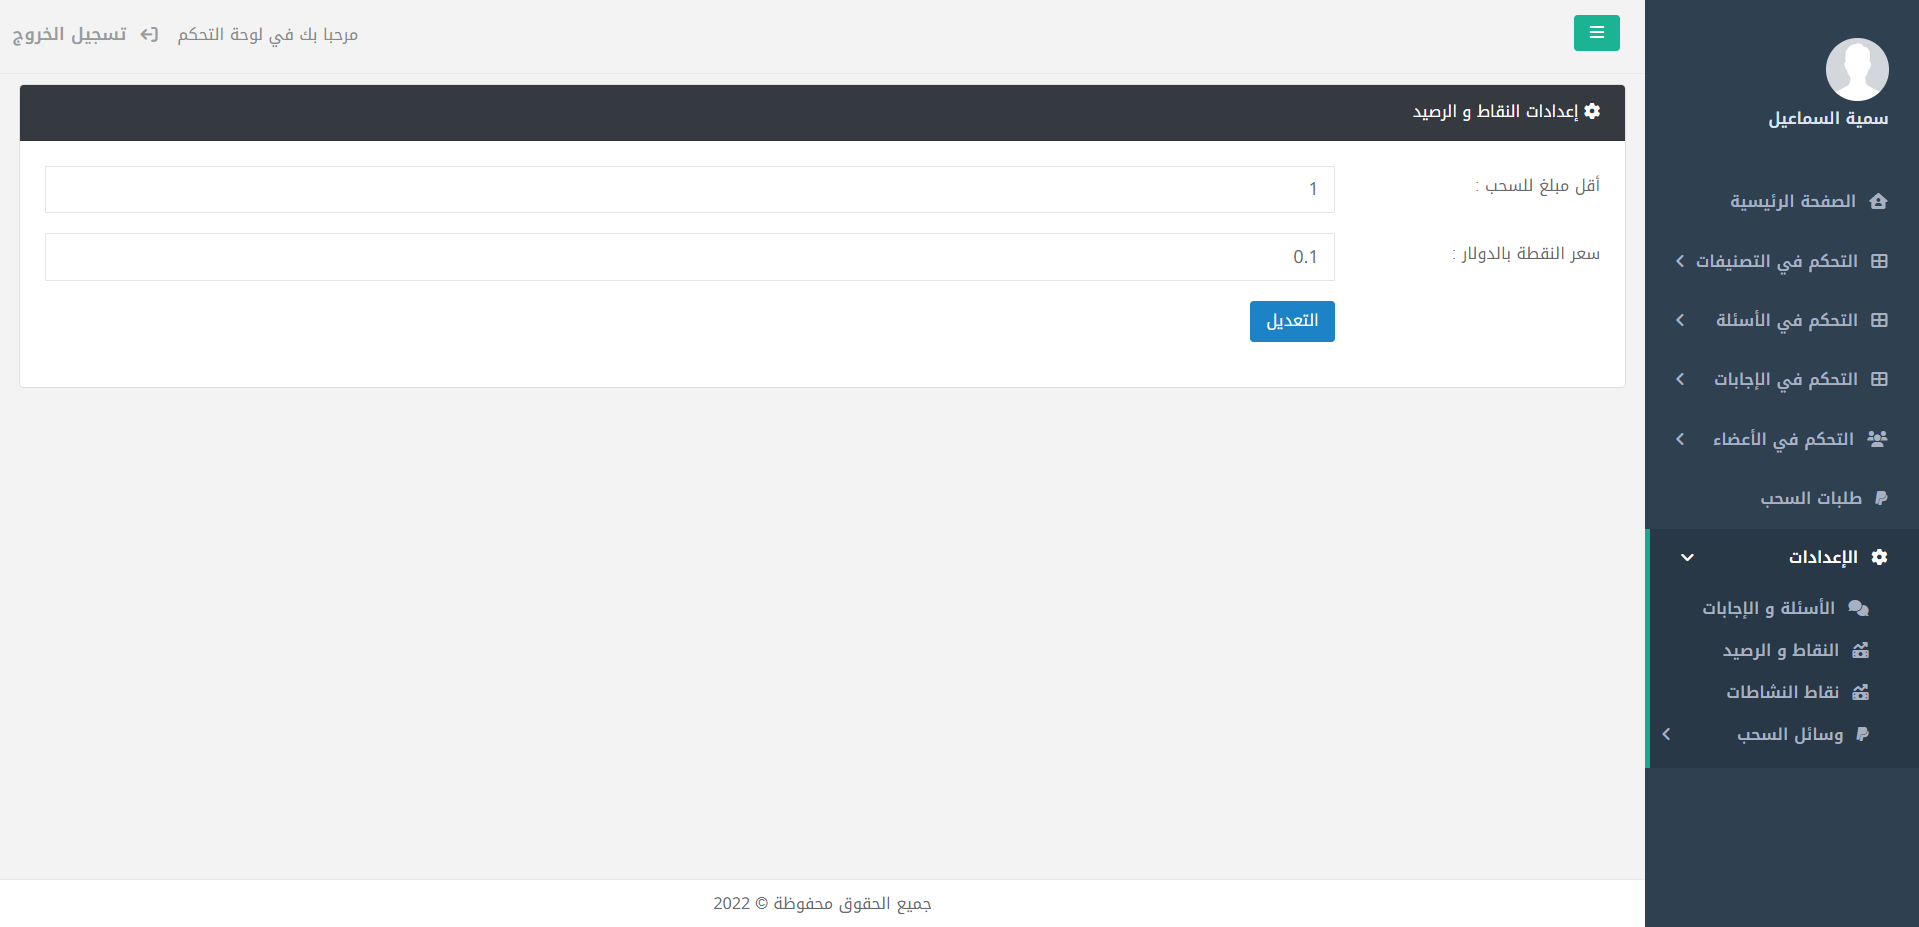 مرحبا بك في لوحة التحكم
تسجيل الخروج
سمية السماعيل
الصفحة الرئيسية
التحكم في التصنيفات
التحكم في الأسئلة
التحكم في الإجابات
التحكم في الأعضاء
طلبات السحب
الإعدادات
الأسئلة و الإجابات
النقاط و الرصيد
نقاط النشاطات
وسائل السحب
إعدادات النقاط و الرصيد
أقل مبلغ للسحب :
1
سعر النقطة بالدولار :
0.1
التعديل
جميع الحقوق محفوظة © 2022